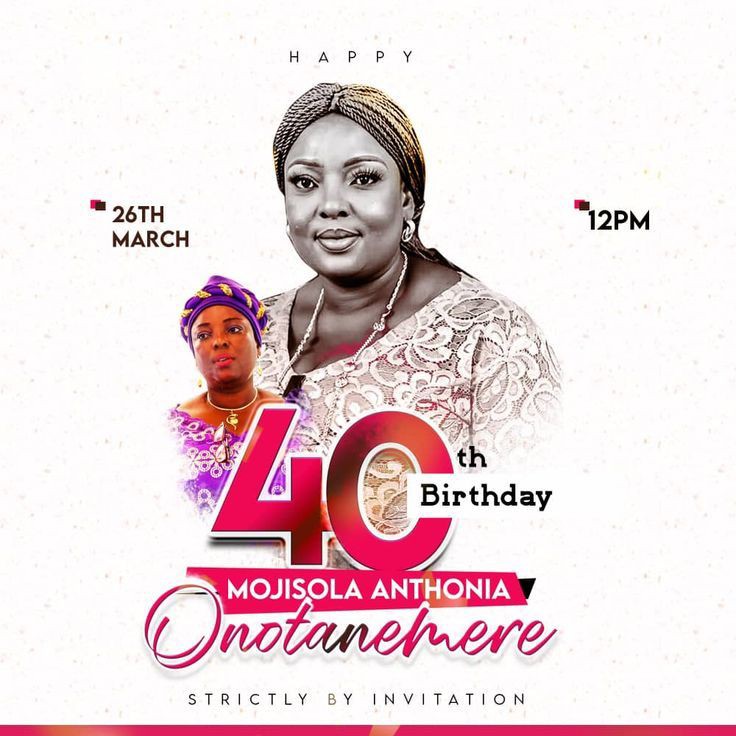 HAPPY
26TH
MARCH
12PM
40th
Birthday
MOJISOLA ANTHONIA
Onotanemere
STRICTLY BY INVITATION